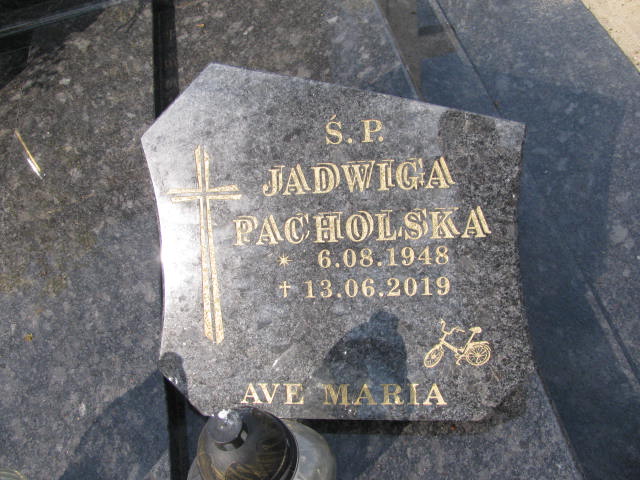 Ś.P.
JADWIGA
PACHOLSKA
* 6.08.1948
† 13.06.2019
AVE MARIA